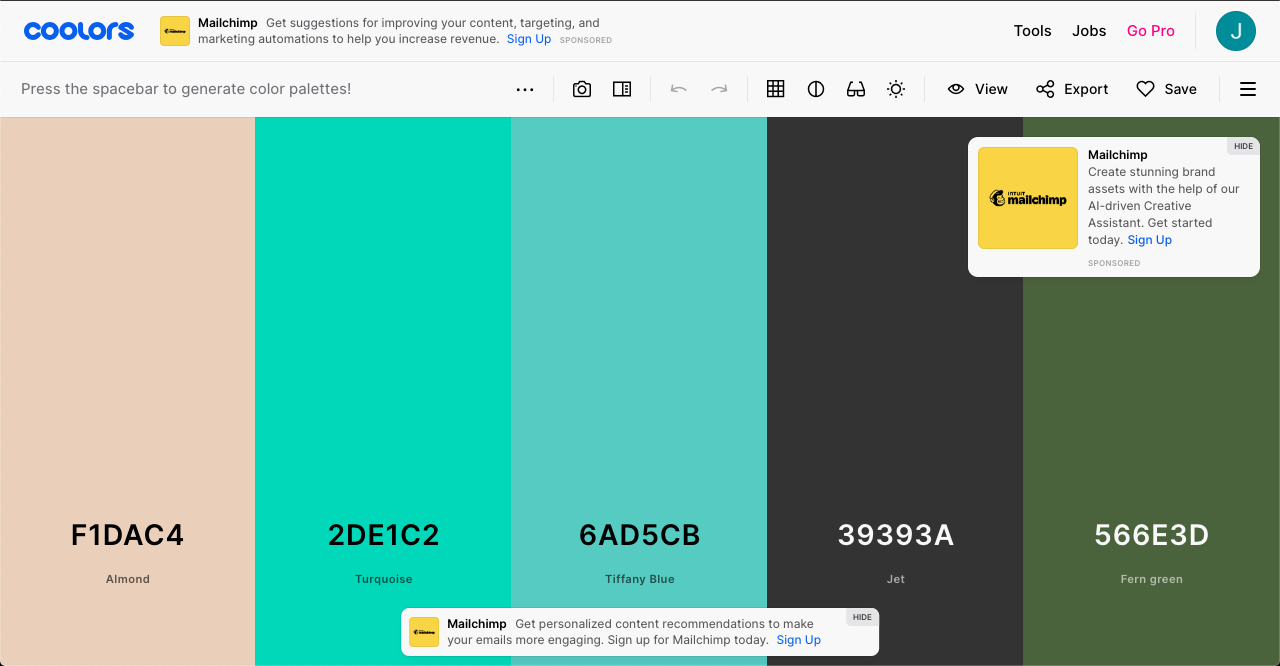 coolors
Mailchimp Get suggestions for improving your content, targeting, and
marketing automations to help you increase revenue. Sign Up SPONSORED
Tools Jobs Go Pro J
Press the spacebar to generate color palettes!
View Export Save
HIDE
INTUIT
mailchimp
Mailchimp
Create stunning brand
assets with the help of our
AI-driven Creative
Assistant. Get started
today. Sign Up
SPONSORED
F1DAC4 2DE1C2 6AD5CB 39393A 566E3D
Almond Turquoise Tiffany Blue Jet Fern green
Mailchimp Get personalized content recommendations to make
your emails more engaging. Sign up for Mailchimp today. Sign Up
HIDE